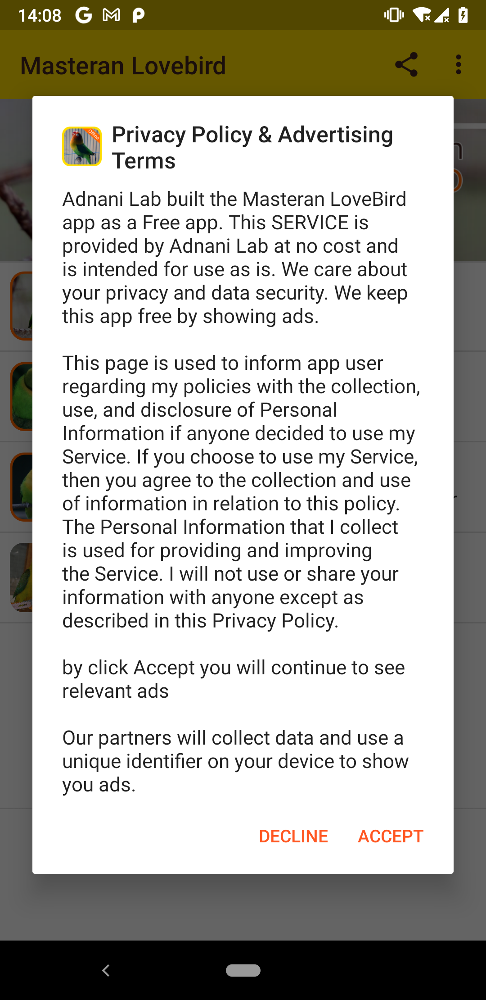 14:08
Masteran Lovebird
Offline
Privacy Policy & Advertising
Terms
Adnani Lab built the Masteran LoveBird
app as a Free app. This SERVICE is
provided by Adnani Lab at no cost and
is intended for use as is. We care about
your privacy and data security. We keep
this app free by showing ads.
This page is used to inform app user
regarding my policies with the collection,
use, and disclosure of Personal
Information if anyone decided to use my
Service. If you choose to use my Service,
then you agree to the collection and use
of information in relation to this policy.
The Personal Information that I collect
is used for providing and improving
the Service. I will not use or share your
information with anyone except as
described in this Privacy Policy.
by click Accept you will continue to see
relevant ads
Our partners will collect data and use a
unique identifier on your device to show
you ads.
DECLINE ACCEPT